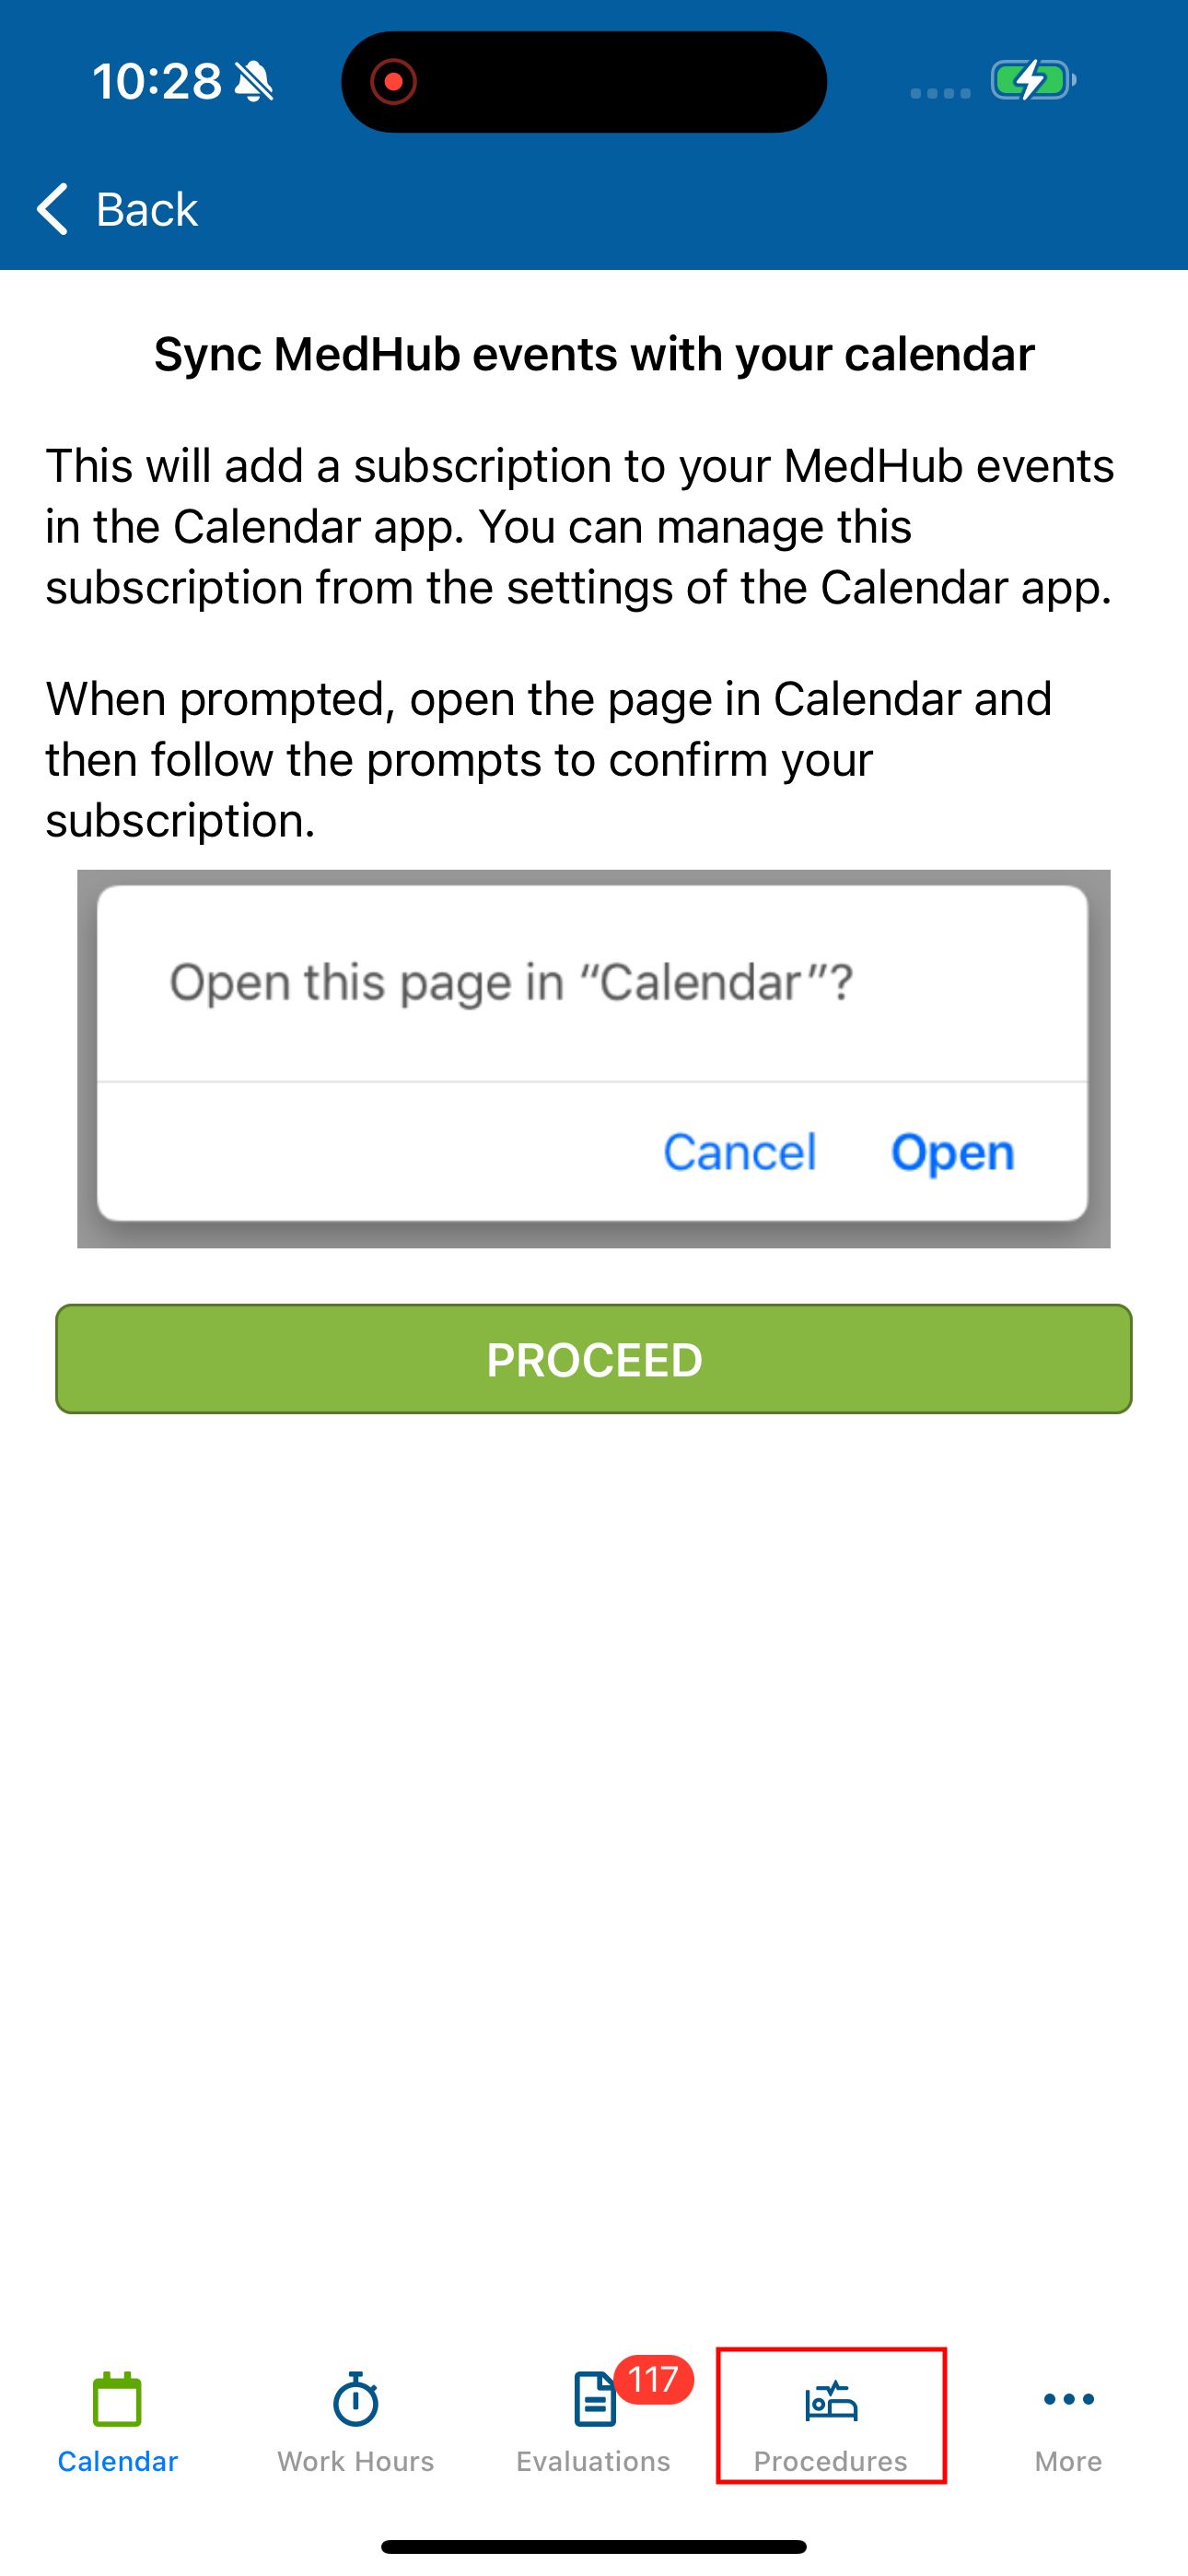 10:28
Back
Sync MedHub events with your calendar
This will add a subscription to your MedHub events
in the Calendar app. You can manage this
subscription from the settings of the Calendar app.
When prompted, open the page in Calendar and
then follow the prompts to confirm your
subscription.
Open this page in “Calendar”?
Cancel Open
PROCEED
117
Calendar Work Hours Evaluations Procedures More